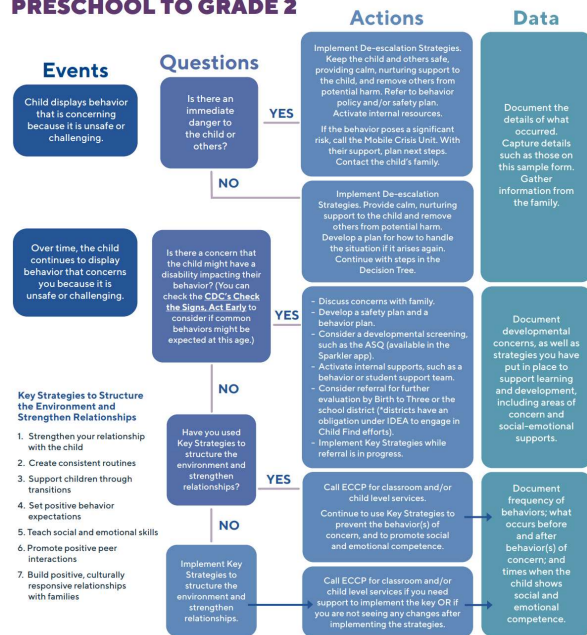 PRESCHOOL TO GRADE 2
Events
Questions
Actions
Data
Child displays behavior
that is concerning
because it is unsafe or
challenging.
Is there an
immediate
danger to
the child or
others?
YES
Implement De-escalation Strategies.
Keep the child and others safe,
providing calm, nurturing support to
the child, and remove others from
potential harm. Refer to behavior
policy and/or safety plan.
Activate internal resources.
If the behavior poses a significant
risk, call the Mobile Crisis Unit. With
their support, plan next steps.
Contact the child's family.
NO
Implement De-escalation
Strategies. Provide calm, nurturing
support to the child and remove
others from potential harm.
Develop a plan for how to handle
the situation if it arises again.
Continue with steps in the
Decision Tree.
Document the
details of what
occurred.
Capture details
such as those on
this sample form.
Gather
information from
the family.
Over time, the child
continues to display
behavior that concerns
you because it is
unsafe or challenging.
Is there a concern that
the child might have a
disability impacting their
behavior? (You can
check the CDC's Check
the Signs, Act Early to
consider if common
behaviors might be
expected at this age.)
YES
- Discuss concerns with family.
- Develop a safety plan and a
behavior plan.
- Consider a developmental screening,
such as the ASQ (available in the
Sparkler app).
- Activate internal supports, such as a
behavior or student support team.
- Consider referral for further
evaluation by Birth to Three or the
school district (*districts have an
obligation under IDEA to engage in
Child Find efforts).
- Implement Key Strategies while
referral is in progress.
Document
developmental
concerns, as well as
strategies you have
put in place to
support learning
and development,
including areas of
concern and
social-emotional
supports.
NO
Key Strategies to Structure
the Environment and
Strengthen Relationships
1. Strengthen your relationship
with the child
2. Create consistent routines
3. Support children through
transitions
4. Set positive behavior
expectations
5. Teach social and emotional skills
6. Promote positive peer
interactions
7. Build positive, culturally
responsive relationships
with families
Have you used
Key Strategies to
structure the
environment and
strengthen
relationships?
YES
Call ECCP for classroom and/or
child level services.
Continue to use Key Strategies to
prevent the behavior(s) of
concern, and to promote social
and emotional competence.
NO
Implement Key
Strategies to
structure the
environment and
strengthen
relationships.
Call ECCP for classroom and/or
child level services if you need
support to implement the key OR if
you are not seeing any changes after
implementing the strategies.
Document
frequency of
behaviors; what
occurs before
and after
behavior(s) of
concern; and
times when the
child shows
social and
emotional
competence.